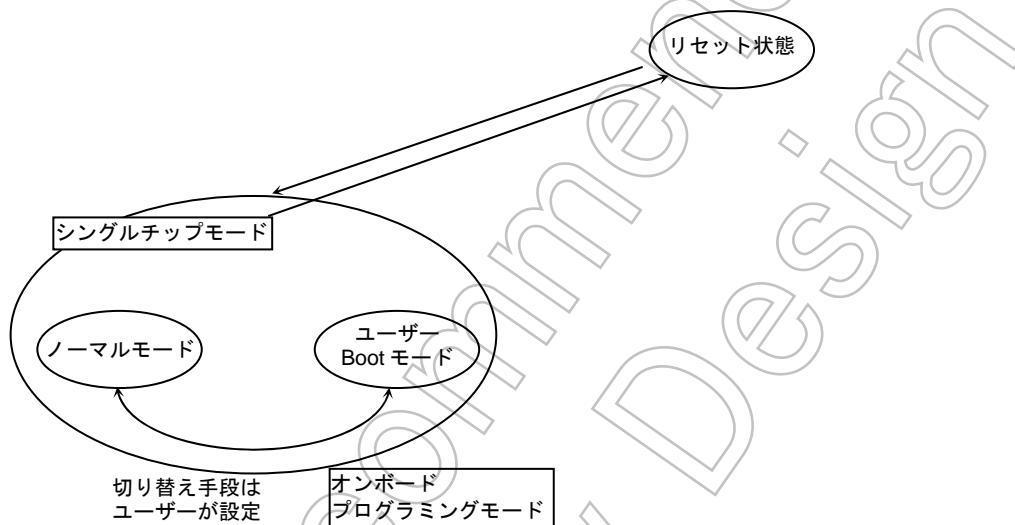 リセット状態
シングルチップモード
ノーマルモード
ユーザー
Boot モード
切り替え手段は
ユーザーが設定
オンボード
プログラミングモード